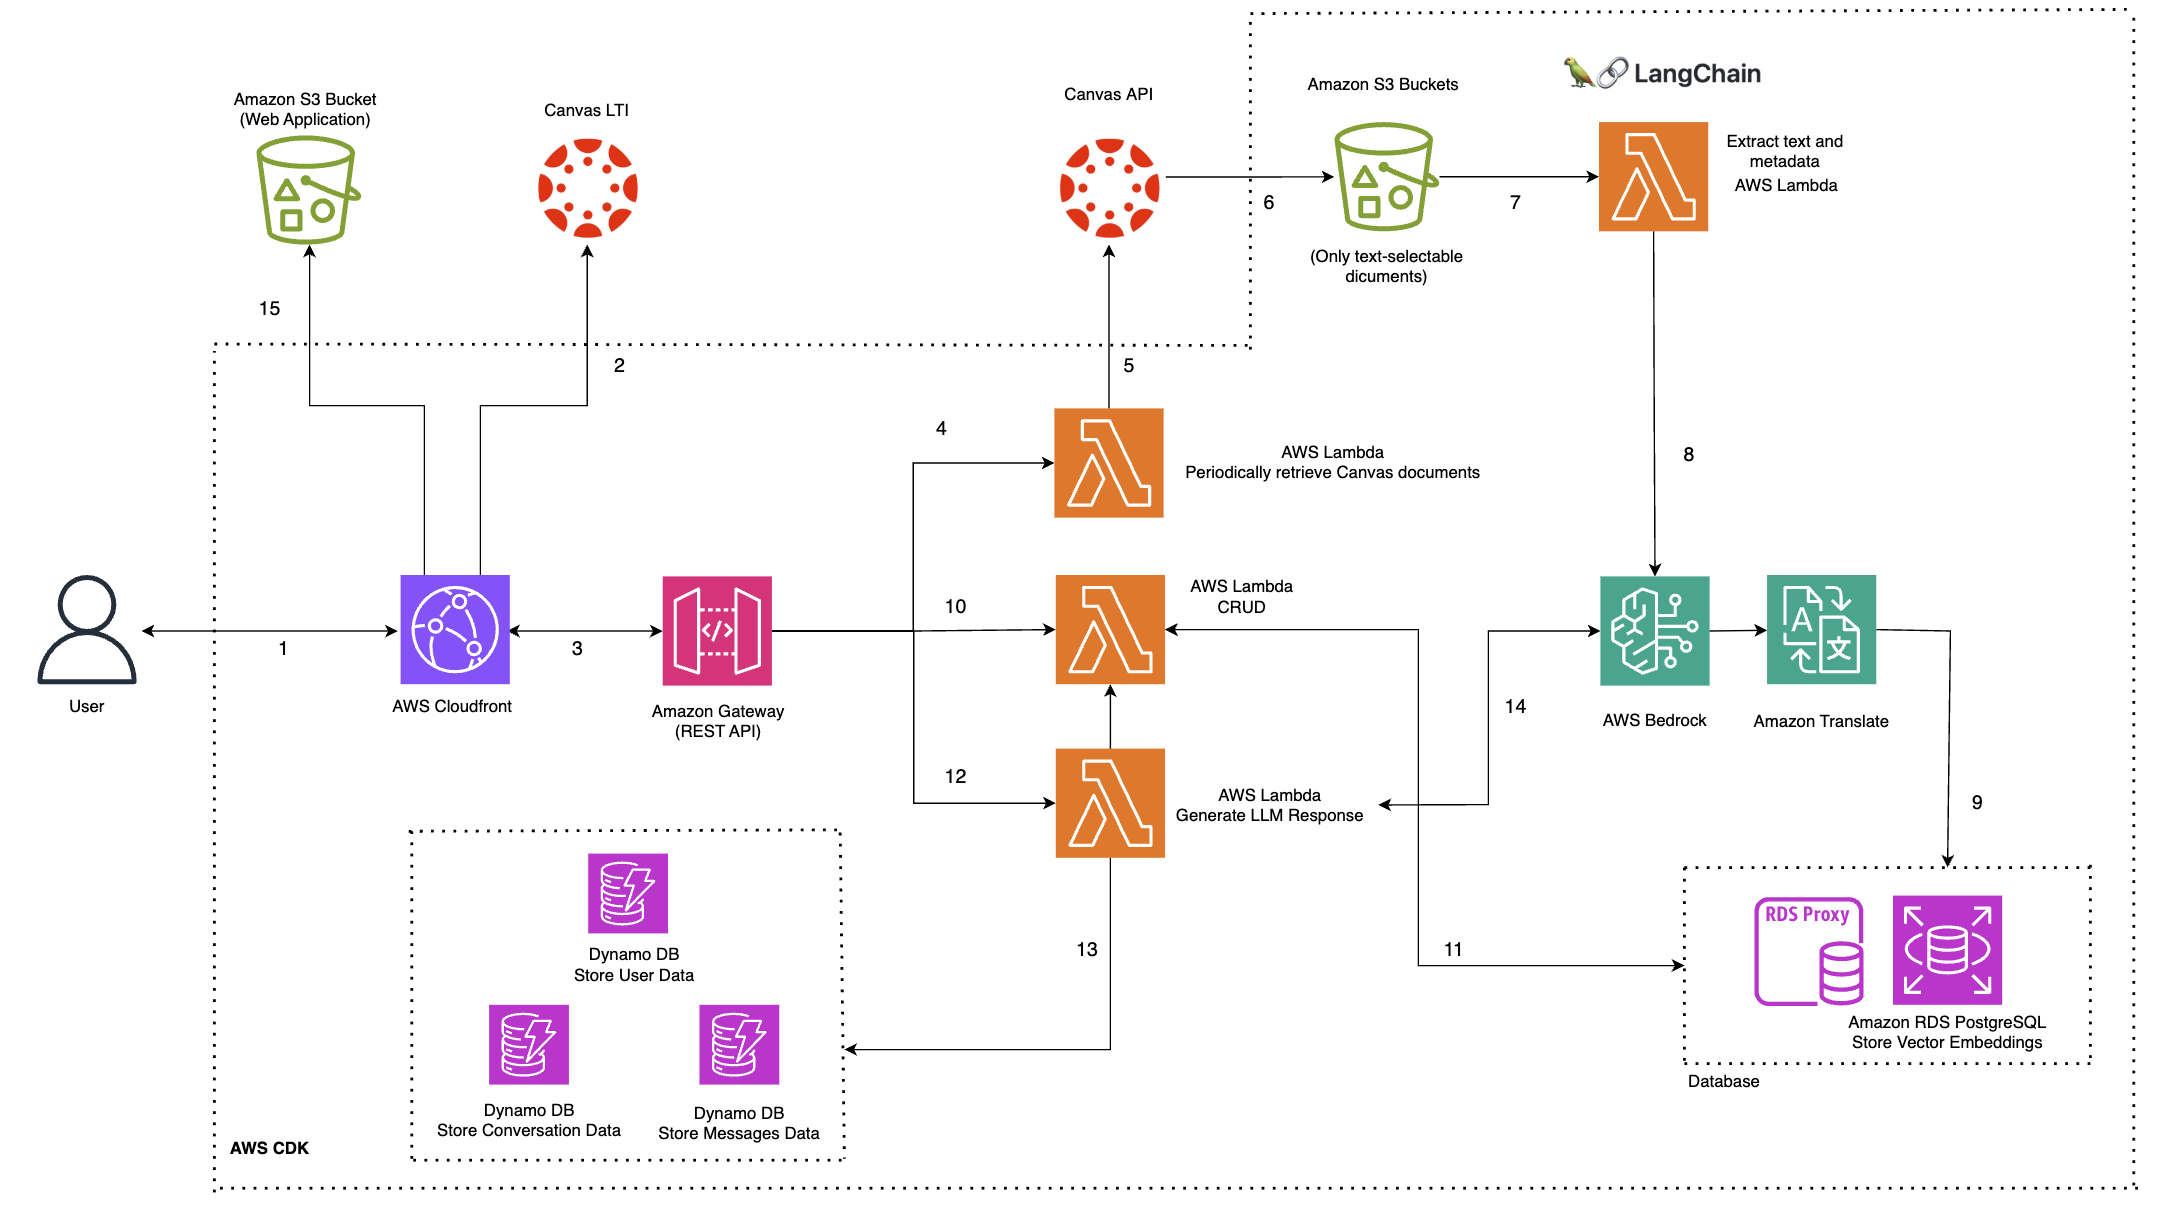 Amazon S3 Bucket
(Web Application)
Canvas LTI
Canvas API
Amazon S3 Buckets
LangChain
Extract text and
metadata
AWS Lambda
6
7
(Only text-selectable
dicuments)
15
2
5
4
AWS Lambda
Periodically retrieve Canvas documents
8
10
AWS Lambda
CRUD
1
3
User
AWS Cloudfront
Amazon Gateway
(REST API)
14
A
文
AWS Bedrock
Amazon Translate
12
AWS Lambda
Generate LLM Response
9
Dynamo DB
Store User Data
13
11
RDS Proxy
Amazon RDS PostgreSQL
Store Vector Embeddings
Database
Dynamo DB
Store Conversation Data
Dynamo DB
Store Messages Data
AWS CDK